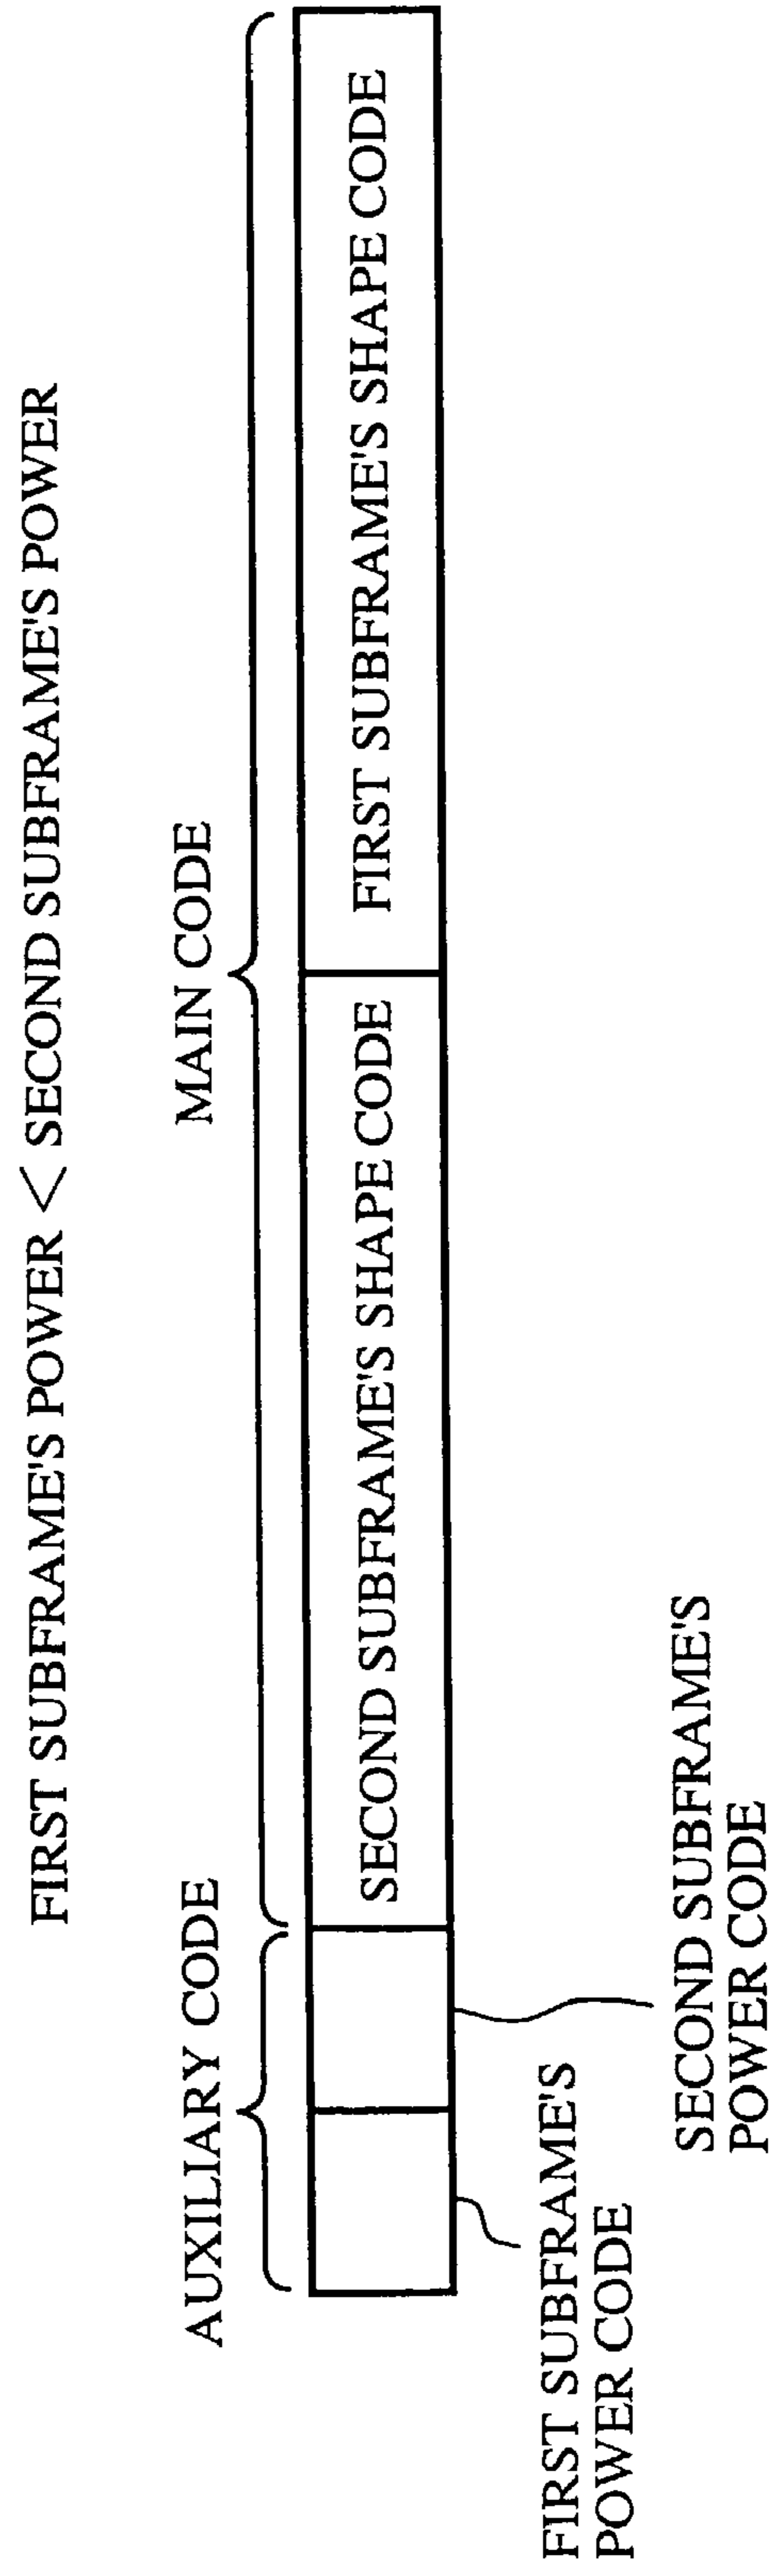 FIRST SUBFRAME'S POWER < SECOND SUBFRAME'S POWER
AUXILIARY CODE
MAIN CODE
SECOND SUBFRAME'S SHAPE CODE
FIRST SUBFRAME'S SHAPE CODE
FIRST SUBFRAME'S
POWER CODE
SECOND SUBFRAME'S
POWER CODE